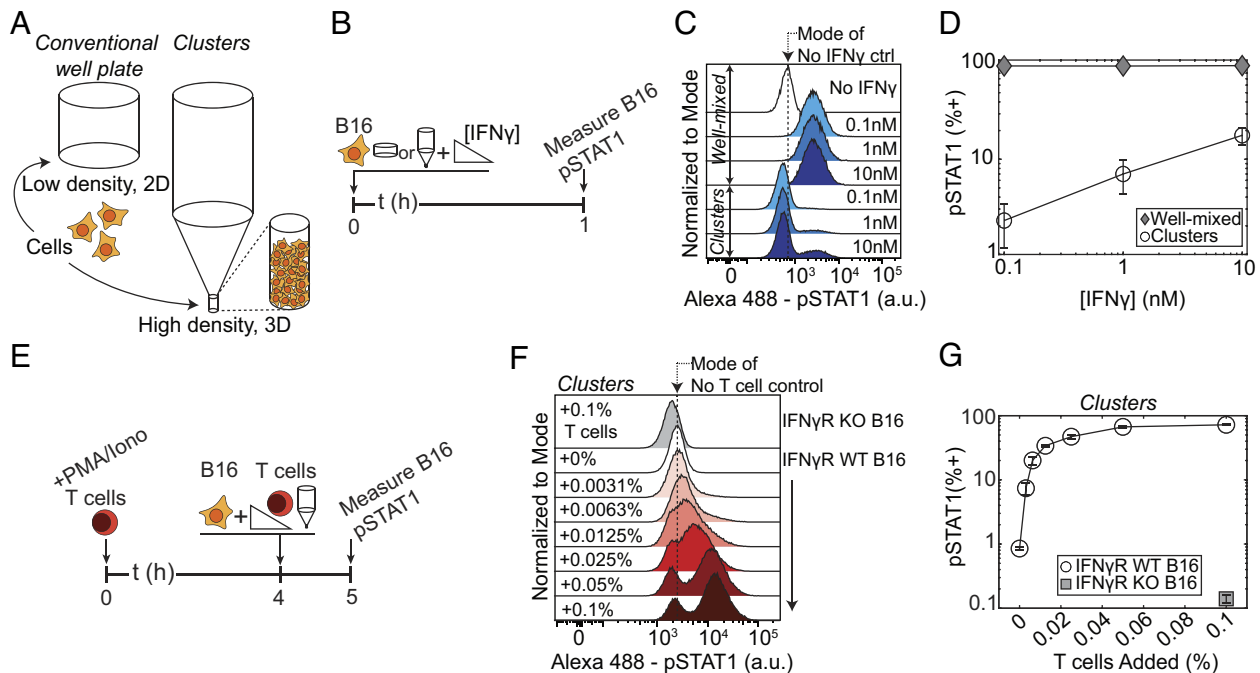 A
Conventional
well plate
Clusters
Low density, 2D
Cells
High density, 3D
B
B16
or
+
[IFNγ]
Measure B16
pSTAT1
t (h)
0
1
C
Mode of
No IFNγ ctrl
Normalized to Mode
Well-mixed
Clusters
No IFNγ
0.1nM
1nM
10nM
0.1nM
1nM
10nM
0
10³
10⁴
10⁵
Alexa 488 - pSTAT1 (a.u.)
D
pSTAT1 (%+)
100
10
1
Well-mixed
Clusters
0.1
1
10
[IFNγ] (nM)
E
+PMA/Iono
T cells
B16
+
T cells
Measure B16
pSTAT1
t (h)
0
4
5
F
Clusters
Mode of
No T cell control
Normalized to Mode
+0.1%
T cells
+0%
+0.0031%
+0.0063%
+0.0125%
+0.025%
+0.05%
+0.1%
IFNγR KO B16
IFNγR WT B16
0
10³
10⁴
10⁵
Alexa 488 - pSTAT1 (a.u.)
G
Clusters
pSTAT1(%+)
100
10
1
0.1
IFNγR WT B16
IFNγR KO B16
0
0.02
0.04
0.06
0.08
0.1
T cells Added (%)